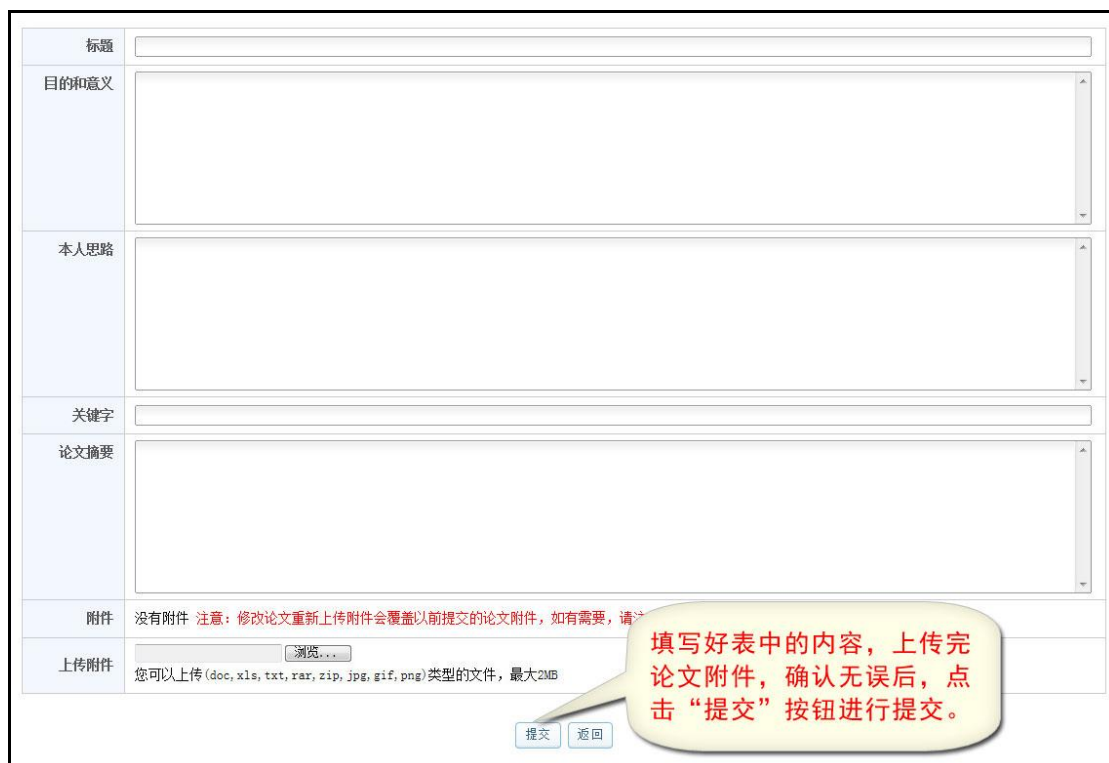 标题
目的和意义
本人思路
关键字
论文摘要
附件 没有附件 注意：修改论文重新上传附件会覆盖以前提交的论文附件，如有需要，请
上传附件 浏览...
您可以上传(doc,xls,txt,rar,zip,jpg,gif,png)类型的文件，最大2MB
填写好表中的内容，上传完
论文附件，确认无误后，点
击“提交”按钮进行提交。
提交 返回